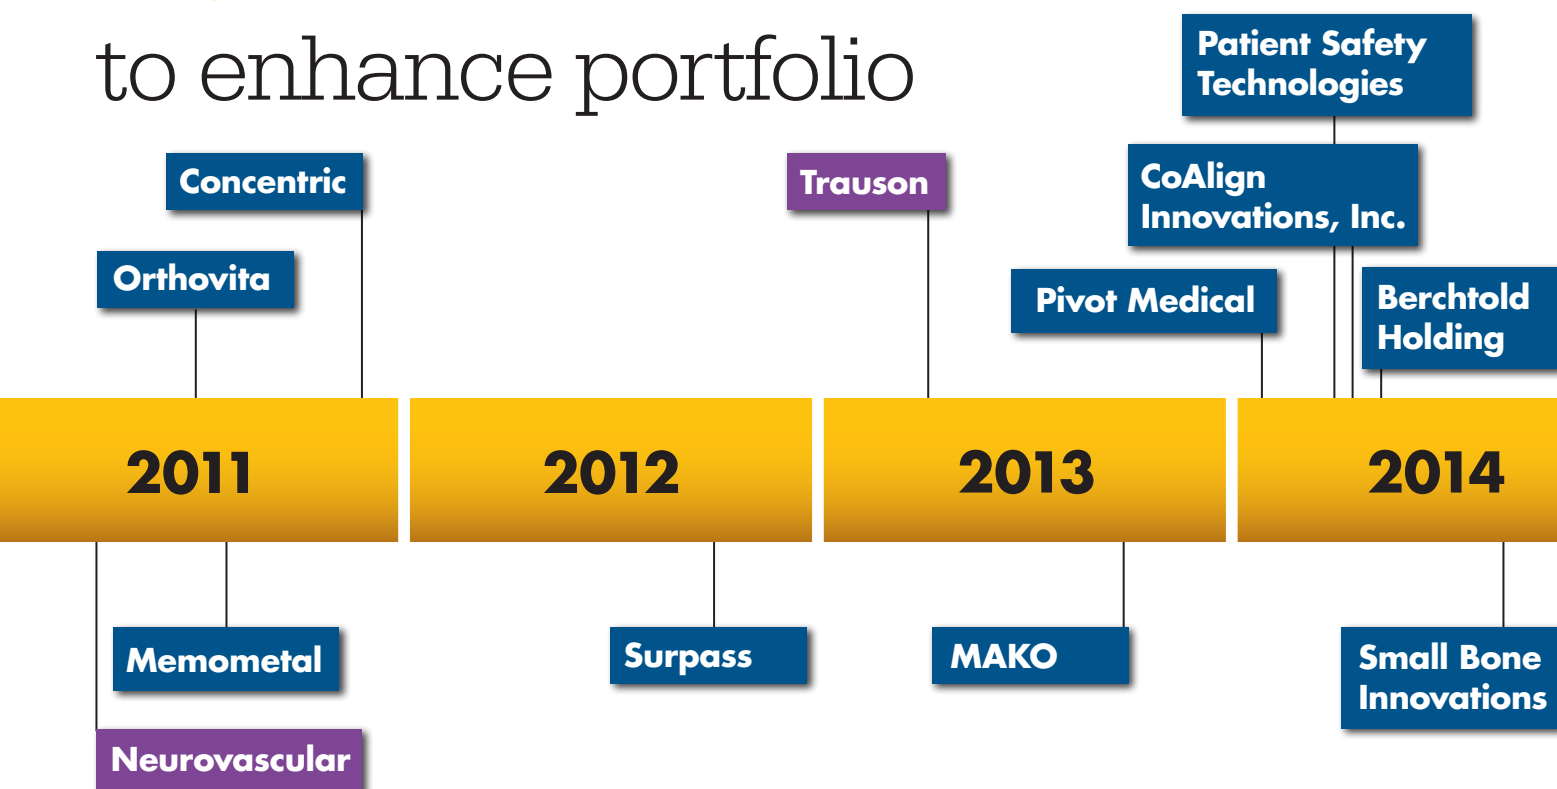 to enhance portfolio
Patient Safety
Technologies
Concentric
Trauson
CoAlign
Innovations, Inc.
Orthovita
Pivot Medical
Berchtold
Holding
2011
2012
2013
2014
Memometal
Surpass
MAKO
Small Bone
Innovations
Neurovascular